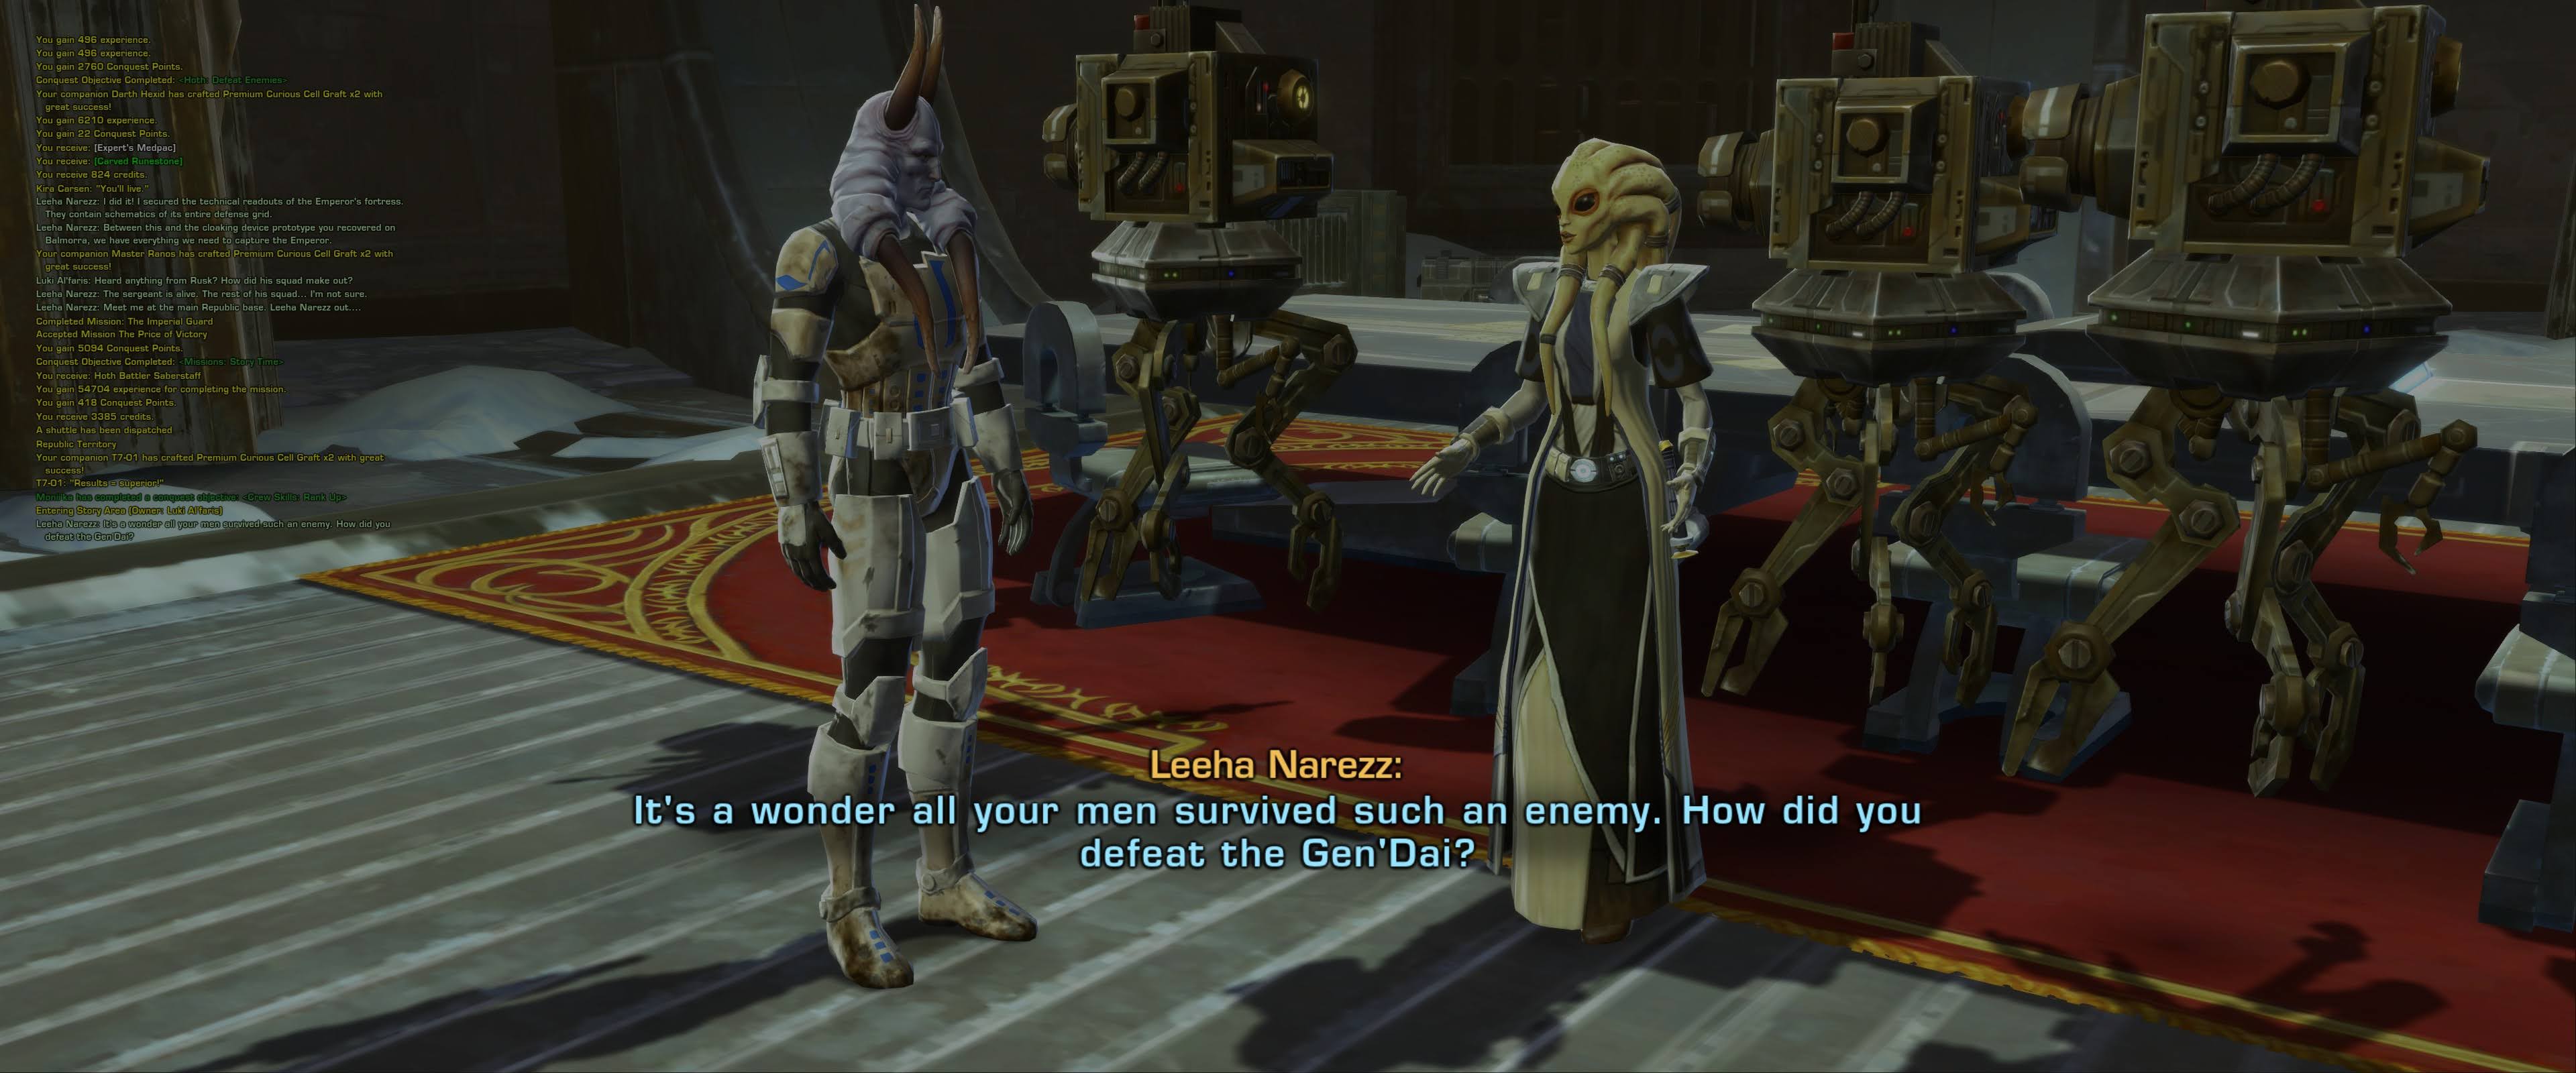 You gain 496 experience.
You gain 496 experience.
You gain 2760 Conquest Points.
Conquest Objective Completed: <Hoth: Defeat Enemies>
Your companion Darth Hexid has crafted Premium Curious Cell Graft x2 with
great success!
You gain 6210 experience.
You gain 22 Conquest Points.
You receive: [Expert's Medpac]
You receive: [Carved Runestone]
You receive 824 credits.
Kira Carsen: "You'll live."
Leeha Narezz: I did it! I secured the technical readouts of the Emperor's fortress.
They contain schematics of its entire defense grid.
Leeha Narezz: Between this and the cloaking device prototype you recovered on
Balmorra, we have everything we need to capture the Emperor.
Your companion Master Ranos has crafted Premium Curious Cell Graft x2 with
great success!
Luki Al'faris: Heard anything from Rusk? How did his squad make out?
Leeha Narezz: The sergeant is alive. The rest of his squad... I'm not sure.
Leeha Narezz: Meet me at the main Republic base. Leeha Narezz out....
Completed Mission: The Imperial Guard
Accepted Mission The Price of Victory
You gain 5094 Conquest Points.
Conquest Objective Completed: <Missions: Story Time>
You receive: Hoth Battler Saberstaff
You gain 54704 experience for completing the mission.
You gain 418 Conquest Points.
You receive 3385 credits.
A shuttle has been dispatched
Republic Territory
Your companion T7-01 has crafted Premium Curious Cell Graft x2 with great
success!
T7-01: "Results = superior!"
has completed a conquest objective: <Crew Skills: Rank Up>
Entering Story Area (Owner: Luki Al'faris)
Leeha Narezz: It's a wonder all your men survived such an enemy. How did you
defeat the Gen'Dai?
Leeha Narezz:
It's a wonder all your men survived such an enemy. How did you
defeat the Gen'Dai?